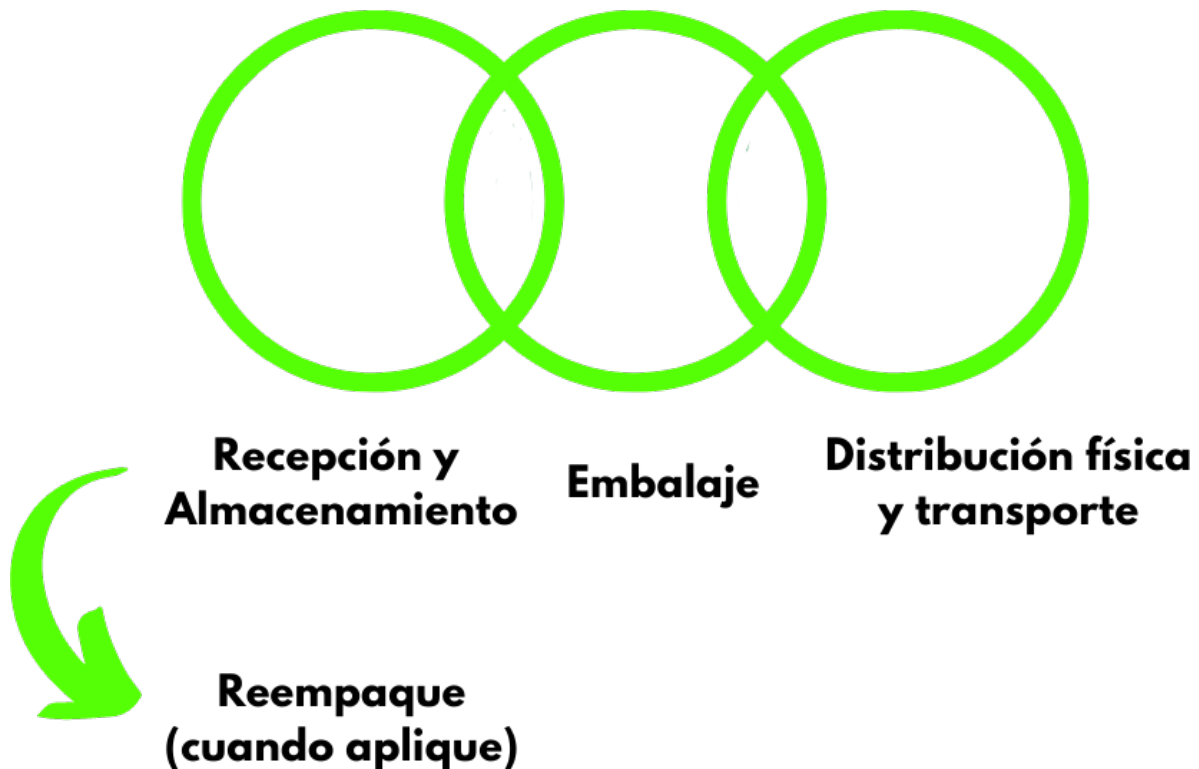 Recepción y
Almacenamiento
Embalaje
Distribución física
y transporte
Reempaque
(cuando aplique)